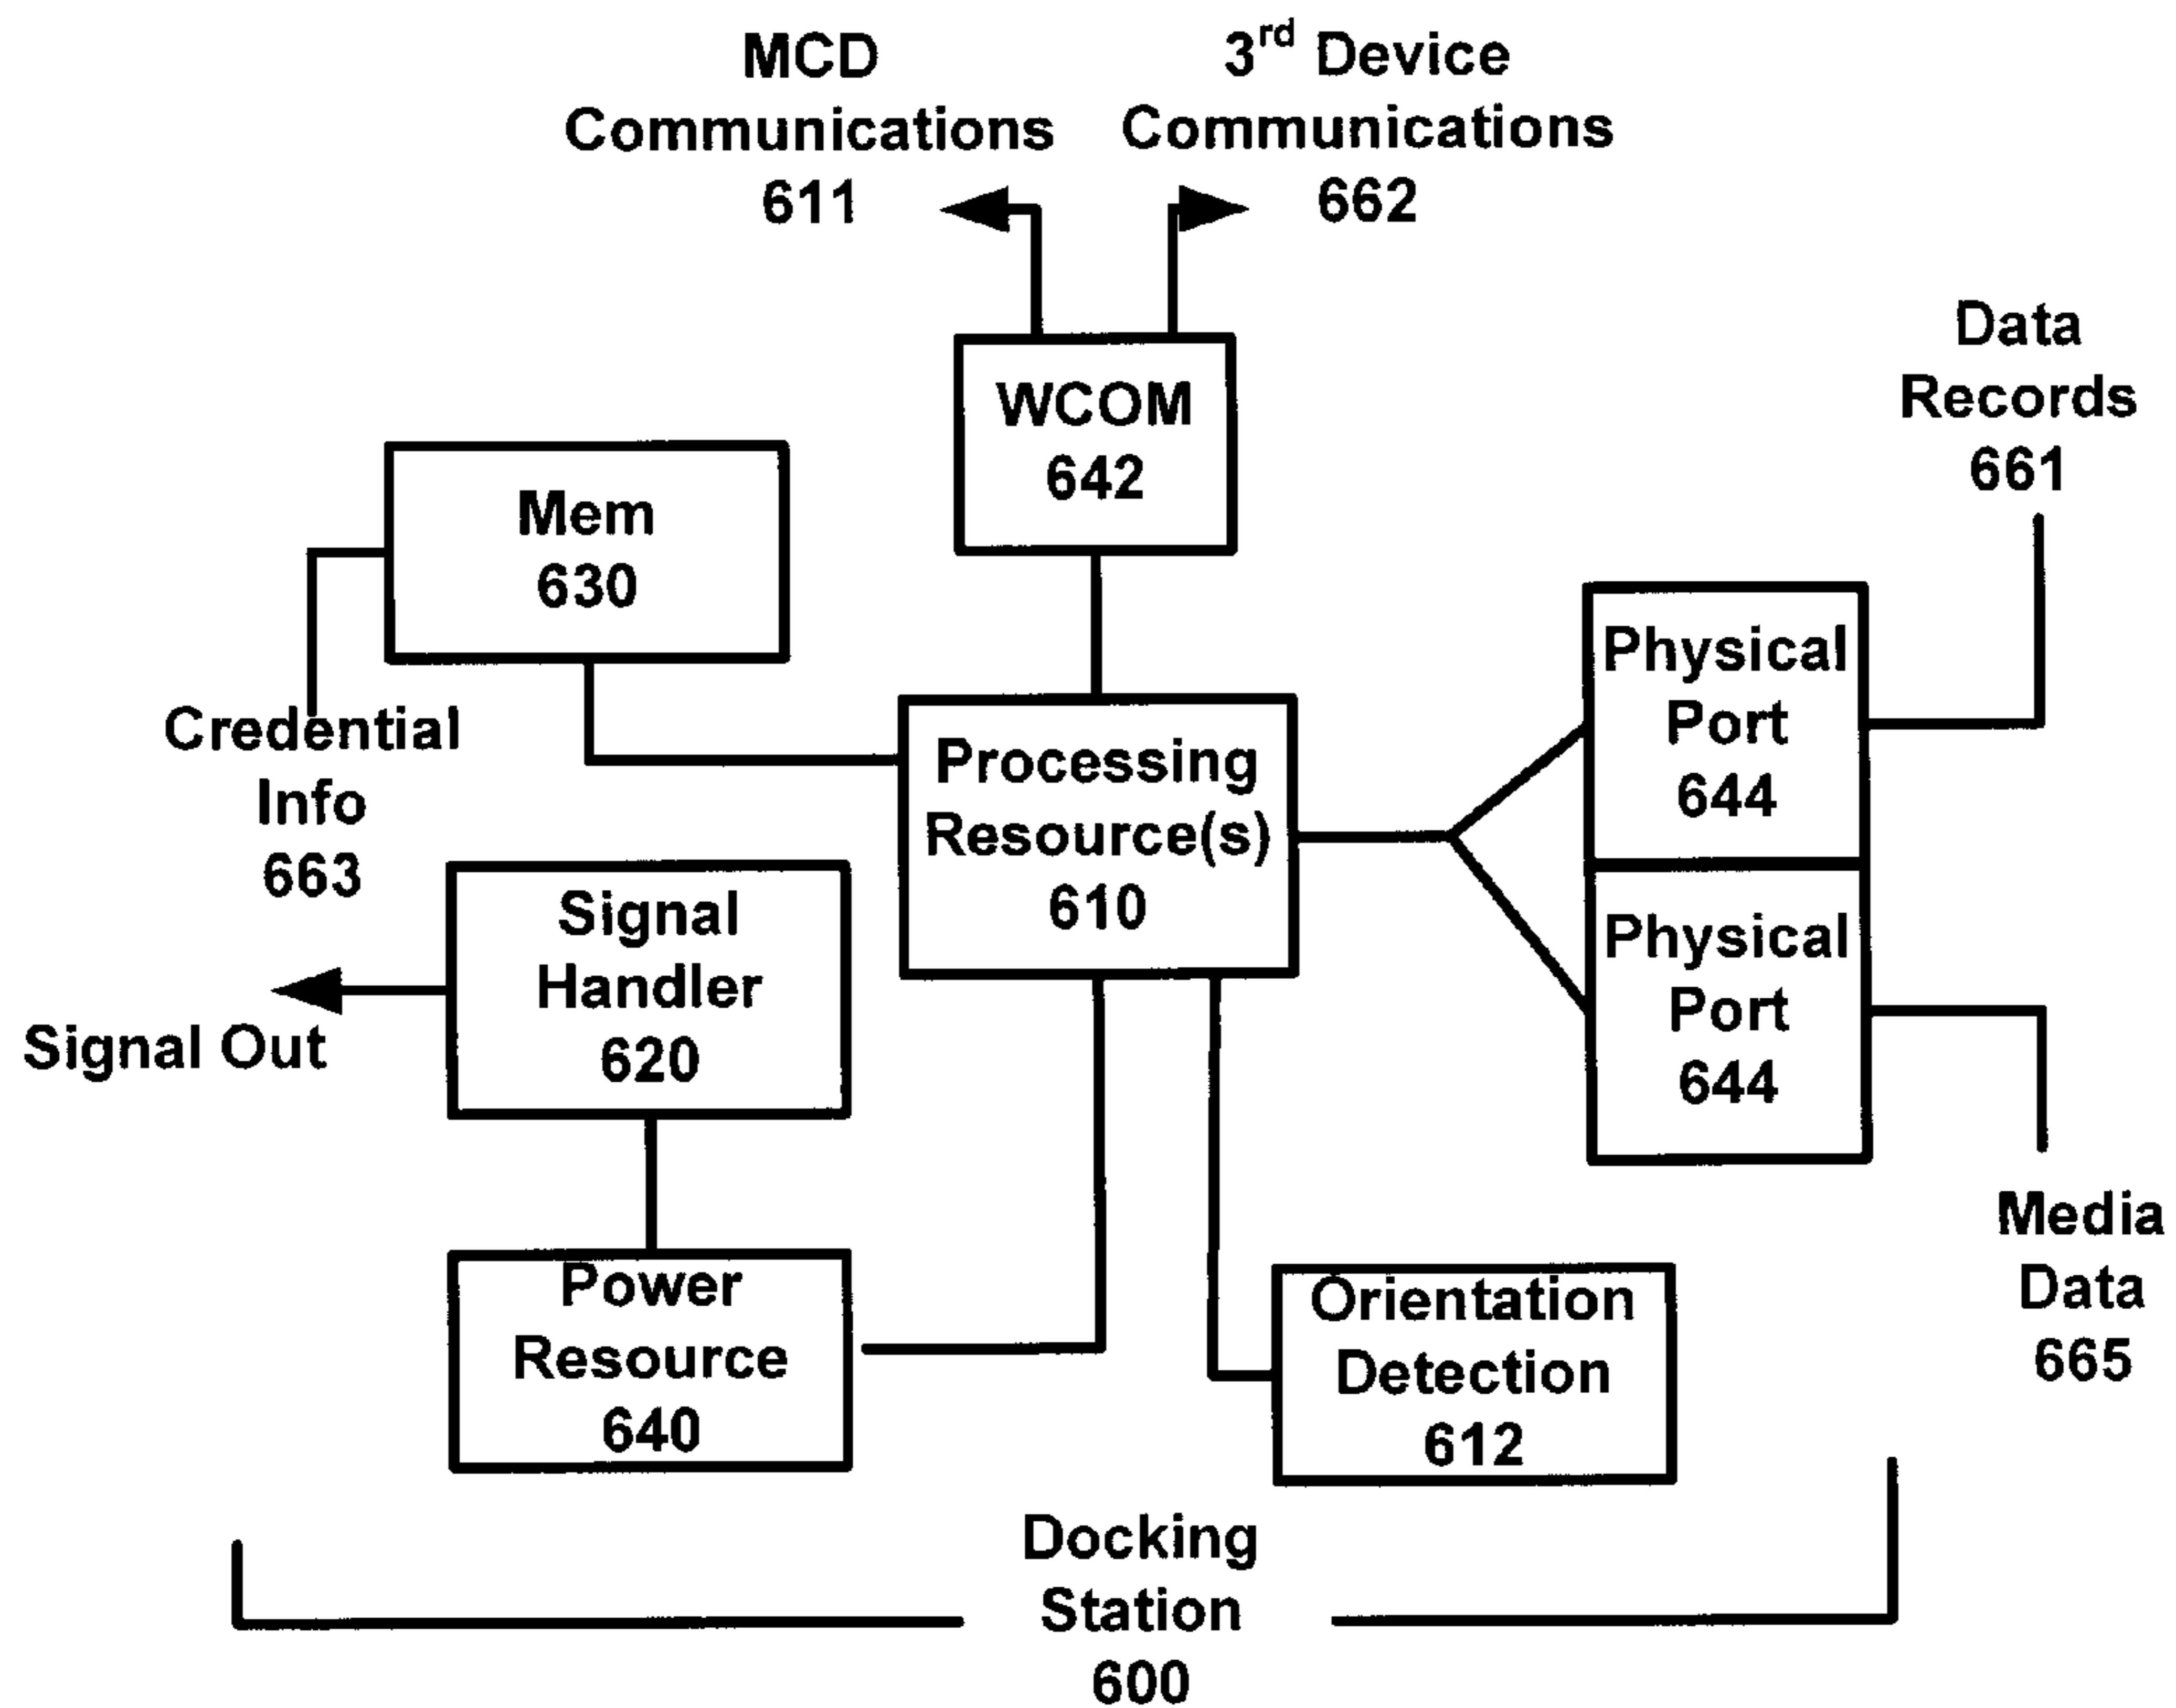 MCD
Communications
611
3rd Device
Communications
662
Data
Records
661
WCOM
642
Mem
630
Credential
Info
663
Processing
Resource(s)
610
Physical
Port
644
Physical
Port
644
Signal
Handler
620
Signal Out
Power
Resource
640
Orientation
Detection
612
Media
Data
665
Docking
Station
600